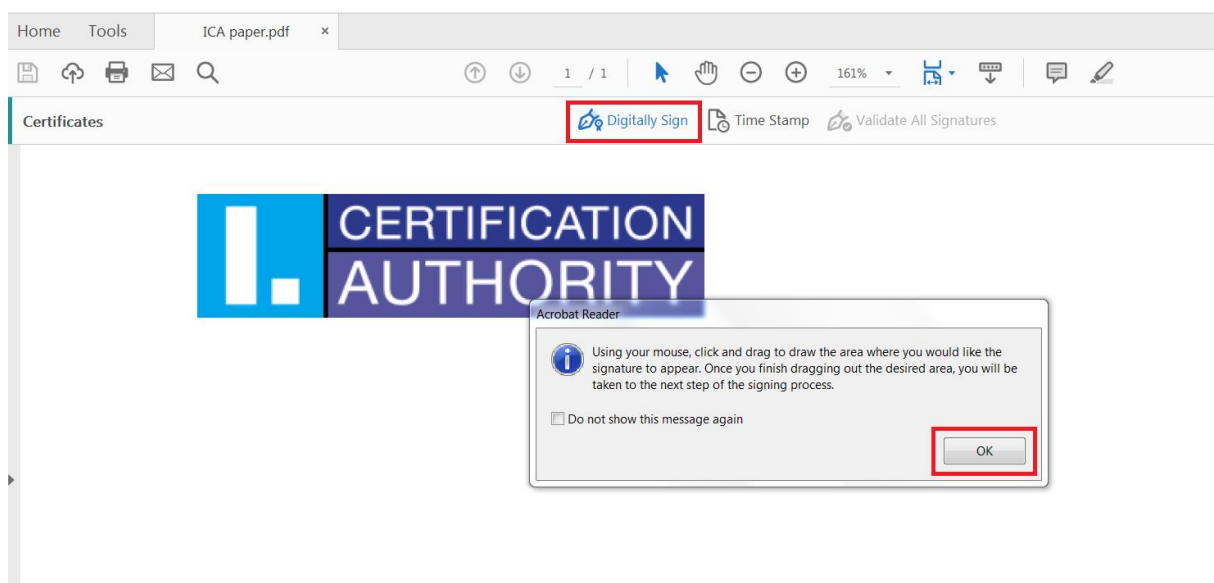 Home Tools ICA paper.pdf ×
1 / 1 161%
Certificates Digitally Sign Time Stamp Validate All Signatures
I. CERTIFICATION
AUTHORITY
Acrobat Reader
Using your mouse, click and drag to draw the area where you would like the
signature to appear. Once you finish dragging out the desired area, you will be
taken to the next step of the signing process.
Do not show this message again
OK